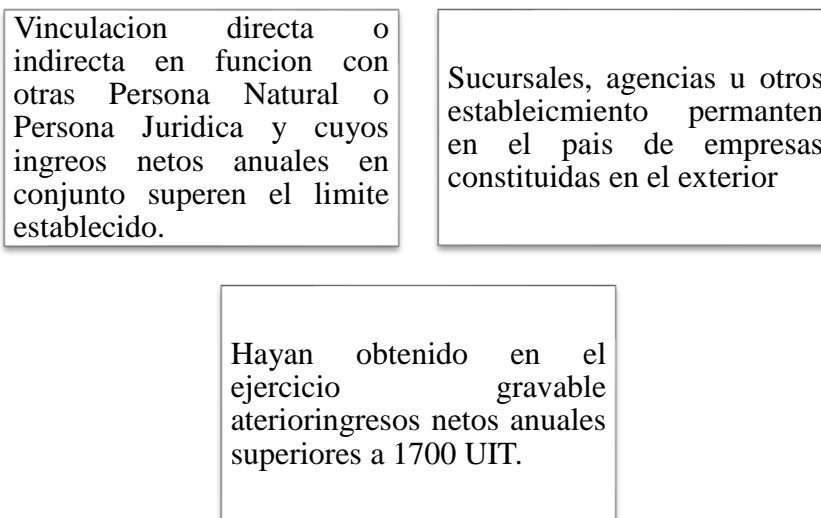 Vinculacion directa o
indirecta en funcion con
otras Persona Natural o
Persona Juridica y cuyos
ingreos netos anuales en
conjunto superen el limite
establecido.
Sucursales, agencias u otros
estableicmiento permanten
en el pais de empresas
constituidas en el exterior
Hayan obtenido en el
ejercicio gravable
aterioringresos netos anuales
superiores a 1700 UIT.